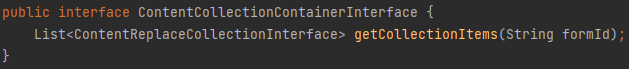 public interface ContentCollectionContainerInterface {
    List<ContentReplaceCollectionInterface> getCollectionItems(String formId);
}